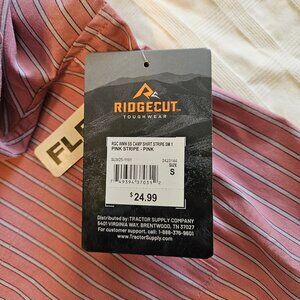 RIDGECUT
TOUGHWEAR
FLE
RGC WMN SS CAMP SHIRT STRIPE SM 1
PINK STRIPE - PINK
SIZE
S
$24.99
Distributed by: TRACTOR SUPPLY COMPANY
5401 VIRGINIA WAY, BRENTWOOD, TN 37027
For customer support, call: 1-888-376-9601
www.TractorSupply.com